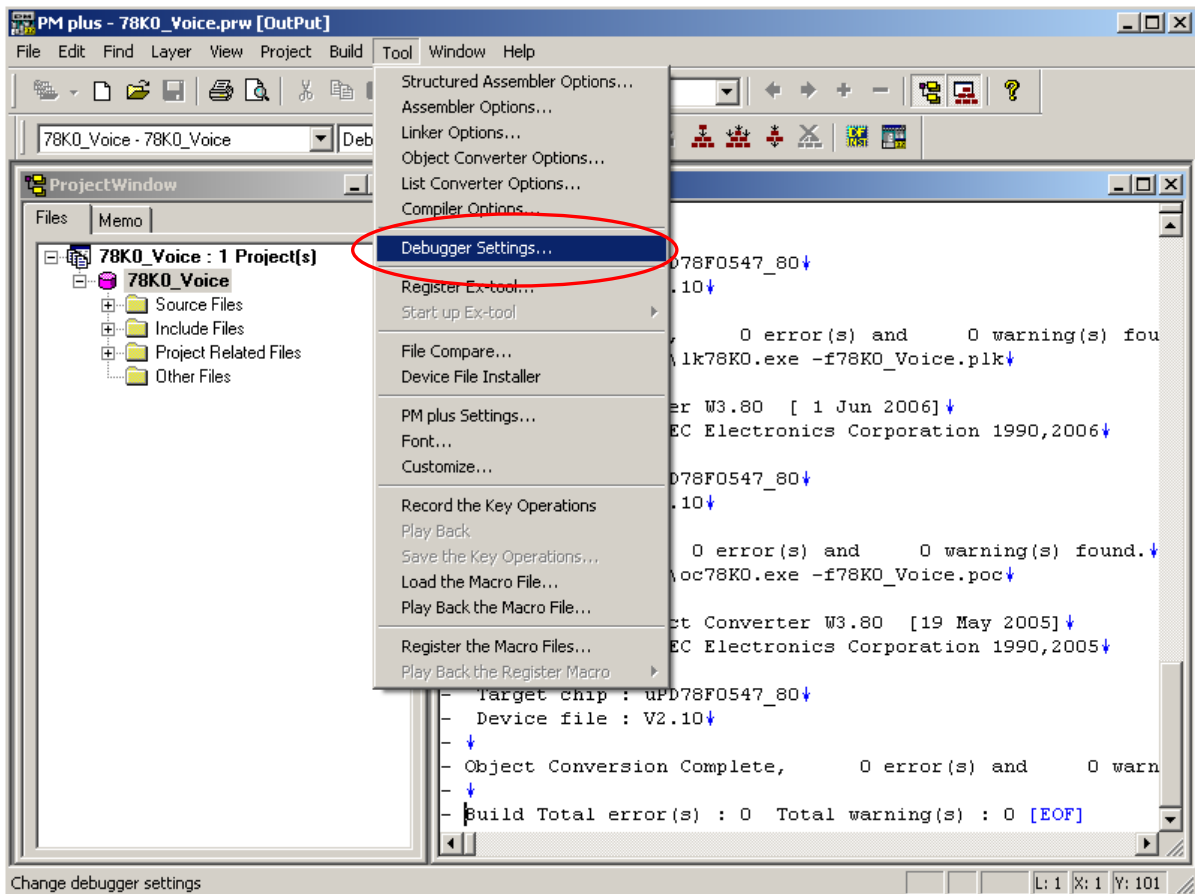 PM plus - 78K0_Voice.prw [OutPut]
File Edit Find Layer View Project Build Tool Window Help
78K0_Voice - 78K0_Voice
Deb
ProjectWindow
Files
Memo
78K0_Voice : 1 Project(s)
78K0_Voice
Source Files
Include Files
Project Related Files
Other Files
Structured Assembler Options...
Assembler Options...
Linker Options...
Object Converter Options...
List Converter Options...
Compiler Options...
Debugger Settings...
Register Ex-tool...
Start up Ex-tool
File Compare...
Device File Installer
PM plus Settings...
Font...
Customize...
Record the Key Operations
Play Back
Save the Key Operations...
Load the Macro File...
Play Back the Macro File...
Register the Macro Files...
Play Back the Register Macro
D78F0547_80↓
.10↓
, 0 error(s) and 0 warning(s) fou
\lk78K0.exe -f78K0_Voice.plk↓
er W3.80 [ 1 Jun 2006]↓
EC Electronics Corporation 1990,2006↓
D78F0547_80↓
.10↓
0 error(s) and 0 warning(s) found.↓
\oc78K0.exe -f78K0_Voice.poc↓
ct Converter W3.80 [19 May 2005]↓
EC Electronics Corporation 1990,2005↓
- Target chip : uPD78F0547_80↓
- Device file : V2.10↓
- ↓
- Object Conversion Complete, 0 error(s) and 0 warn
- ↓
- Build Total error(s) : 0 Total warning(s) : 0 [EOF]
Change debugger settings
L: 1 X: 1 Y: 101